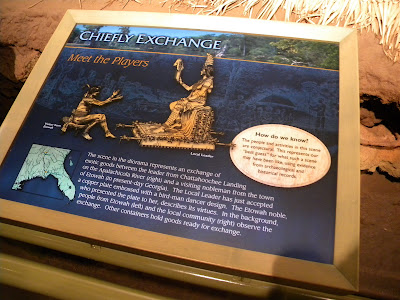 CHIEFLY EXCHANGE
Meet the Players
Local Leader
How do we know?
The people and activities in this scene
are conjectural. This represents our
"best guess" for what such a scene
may have been like, using evidence
from archaeological and
historical records.
The scene in the diorama represents an exchange of
exotic goods between the leader from Chattahoochee Landing
on the Apalachicola River (right) and a visiting nobleman from the town
of Etowah (in present-day Georgia). The Local Leader has just accepted
a copper plate embossed with a bird-man dancer design. The Etowah noble,
who presented the plate to her, describes its virtues. In the background,
people from Etowah (left) and the local community (right) observe the
exchange. Other containers hold goods ready for exchange.